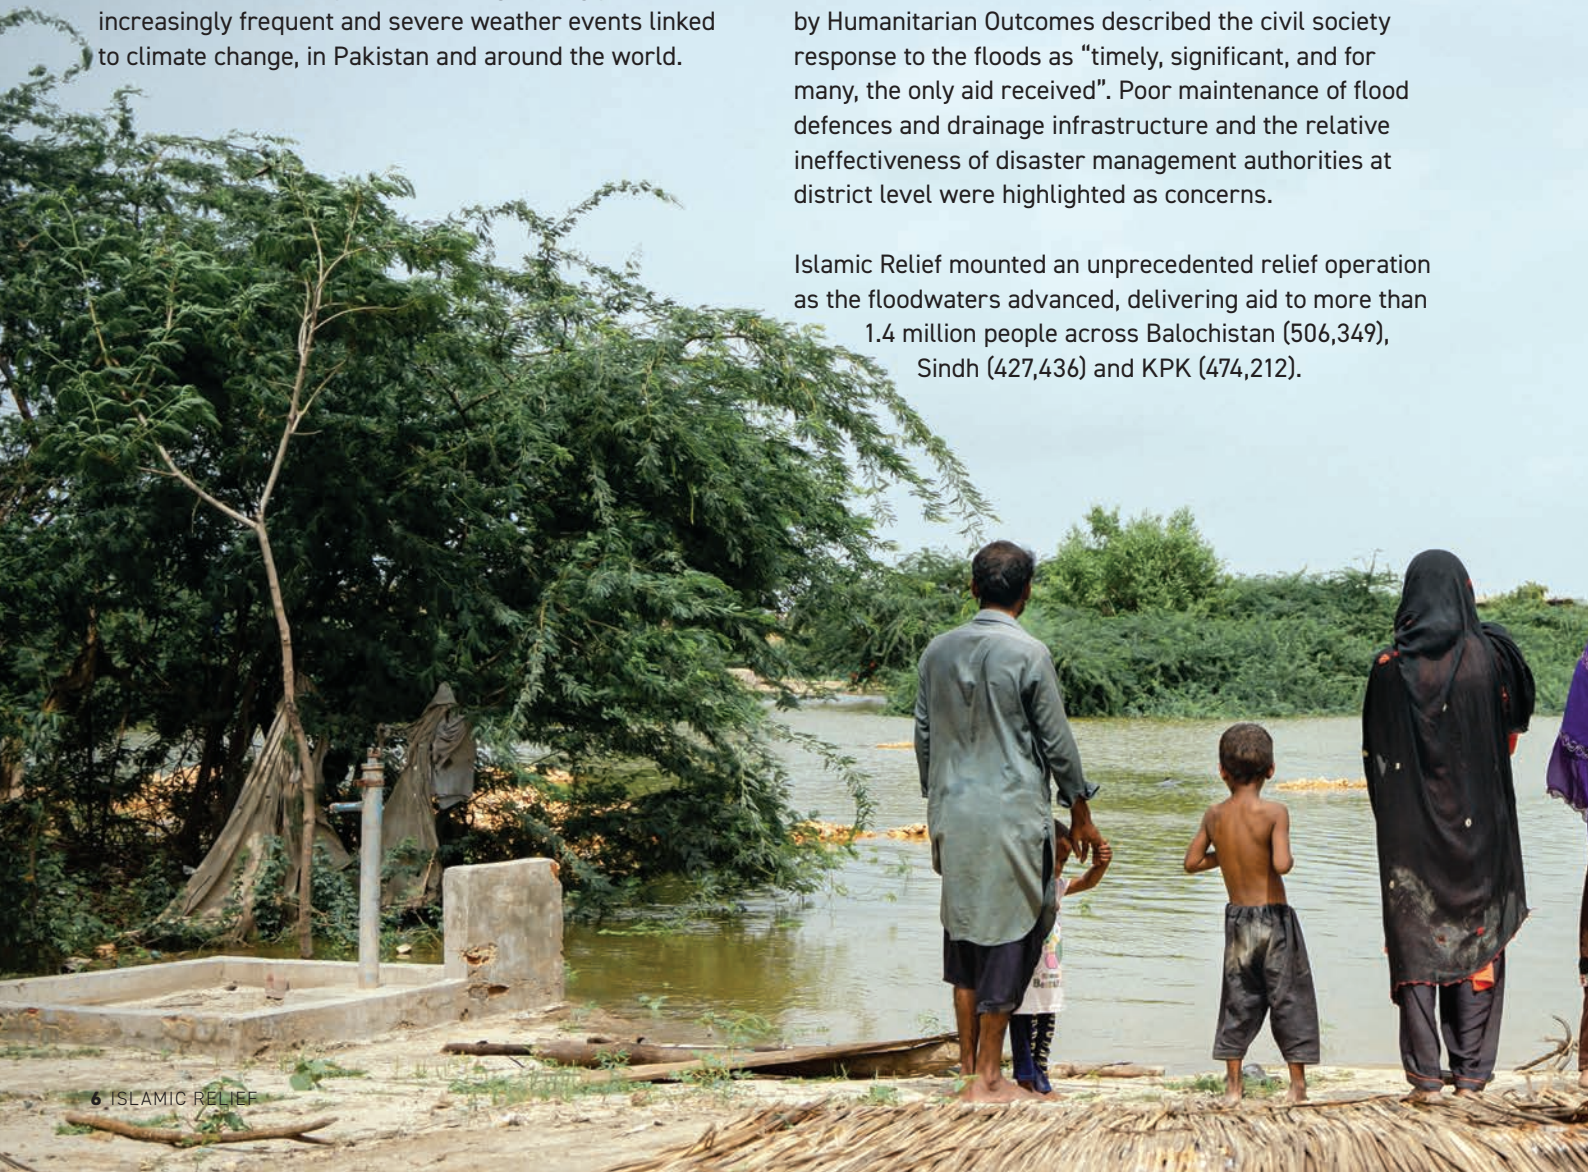 increasingly frequent and severe weather events linked
to climate change, in Pakistan and around the world.
by Humanitarian Outcomes described the civil society
response to the floods as “timely, significant, and for
many, the only aid received”. Poor maintenance of flood
defences and drainage infrastructure and the relative
ineffectiveness of disaster management authorities at
district level were highlighted as concerns.
Islamic Relief mounted an unprecedented relief operation
as the floodwaters advanced, delivering aid to more than
1.4 million people across Balochistan (506,349),
Sindh (427,436) and KPK (474,212).
6 ISLAMIC RELIEF